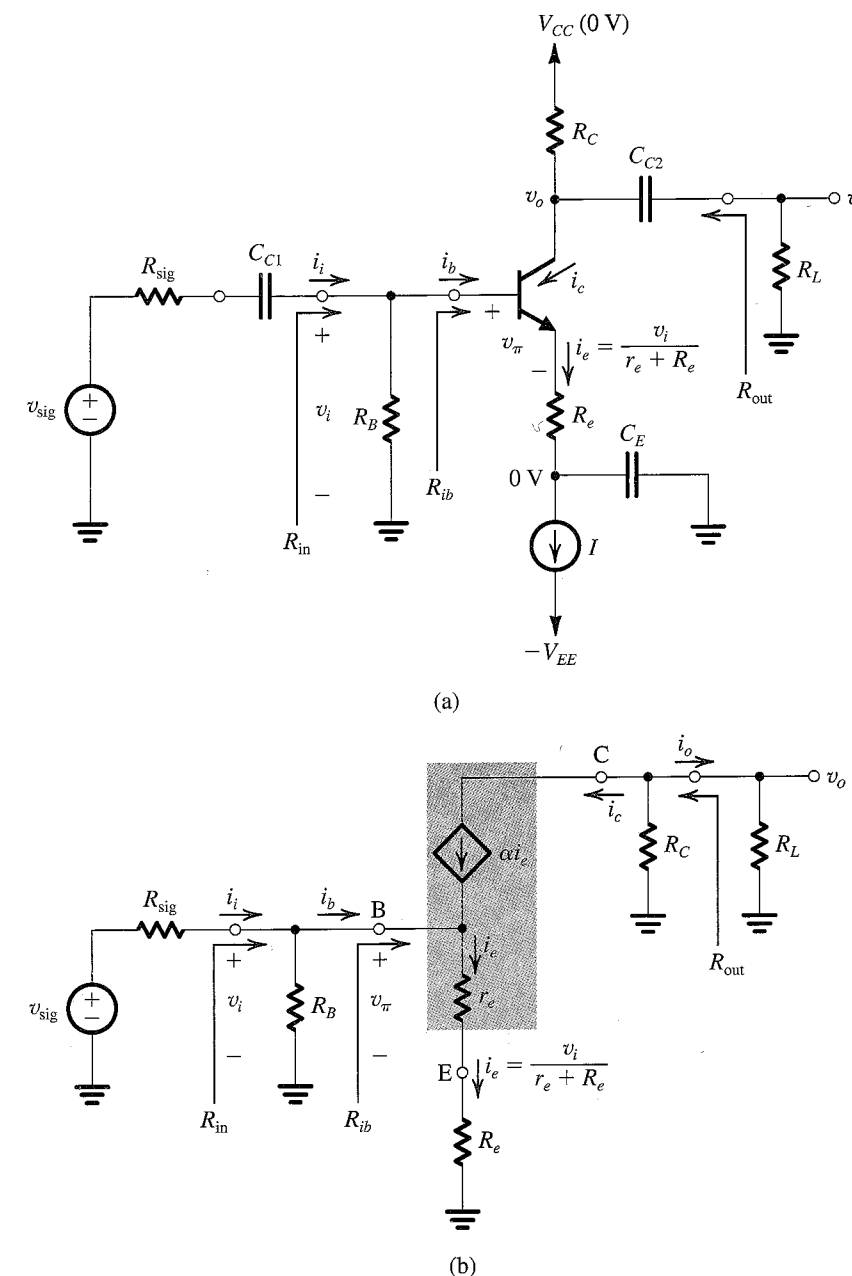 V_CC (0 V)
R_C
C_C2
v_o
R_sig
C_C1
i_i
i_b
i_c
R_L
+
+
v_π
−
i_e = v_i / (r_e + R_e)
R_out
v_sig
+
−
v_i
R_B
R_e
C_E
R_ib
0 V
−
R_in
I
−V_EE
(a)
C
i_o
v_o
i_c
αi_e
R_C
R_L
R_sig
i_i
i_b
B
i_e
R_out
+
+
v_sig
+
−
v_i
R_B
v_π
r_e
−
−
E
i_e = v_i / (r_e + R_e)
R_in
R_ib
R_e
(b)